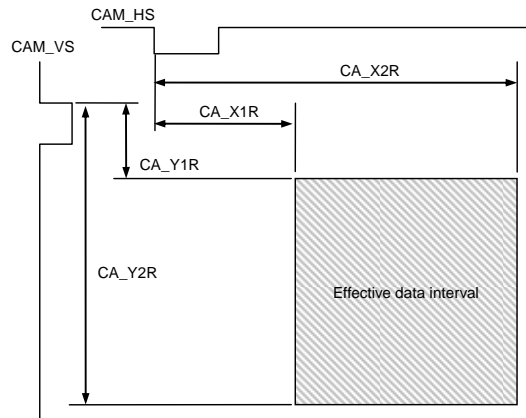 CAM_HS
CAM_VS
CA_X2R
CA_X1R
CA_Y1R
CA_Y2R
Effective data interval